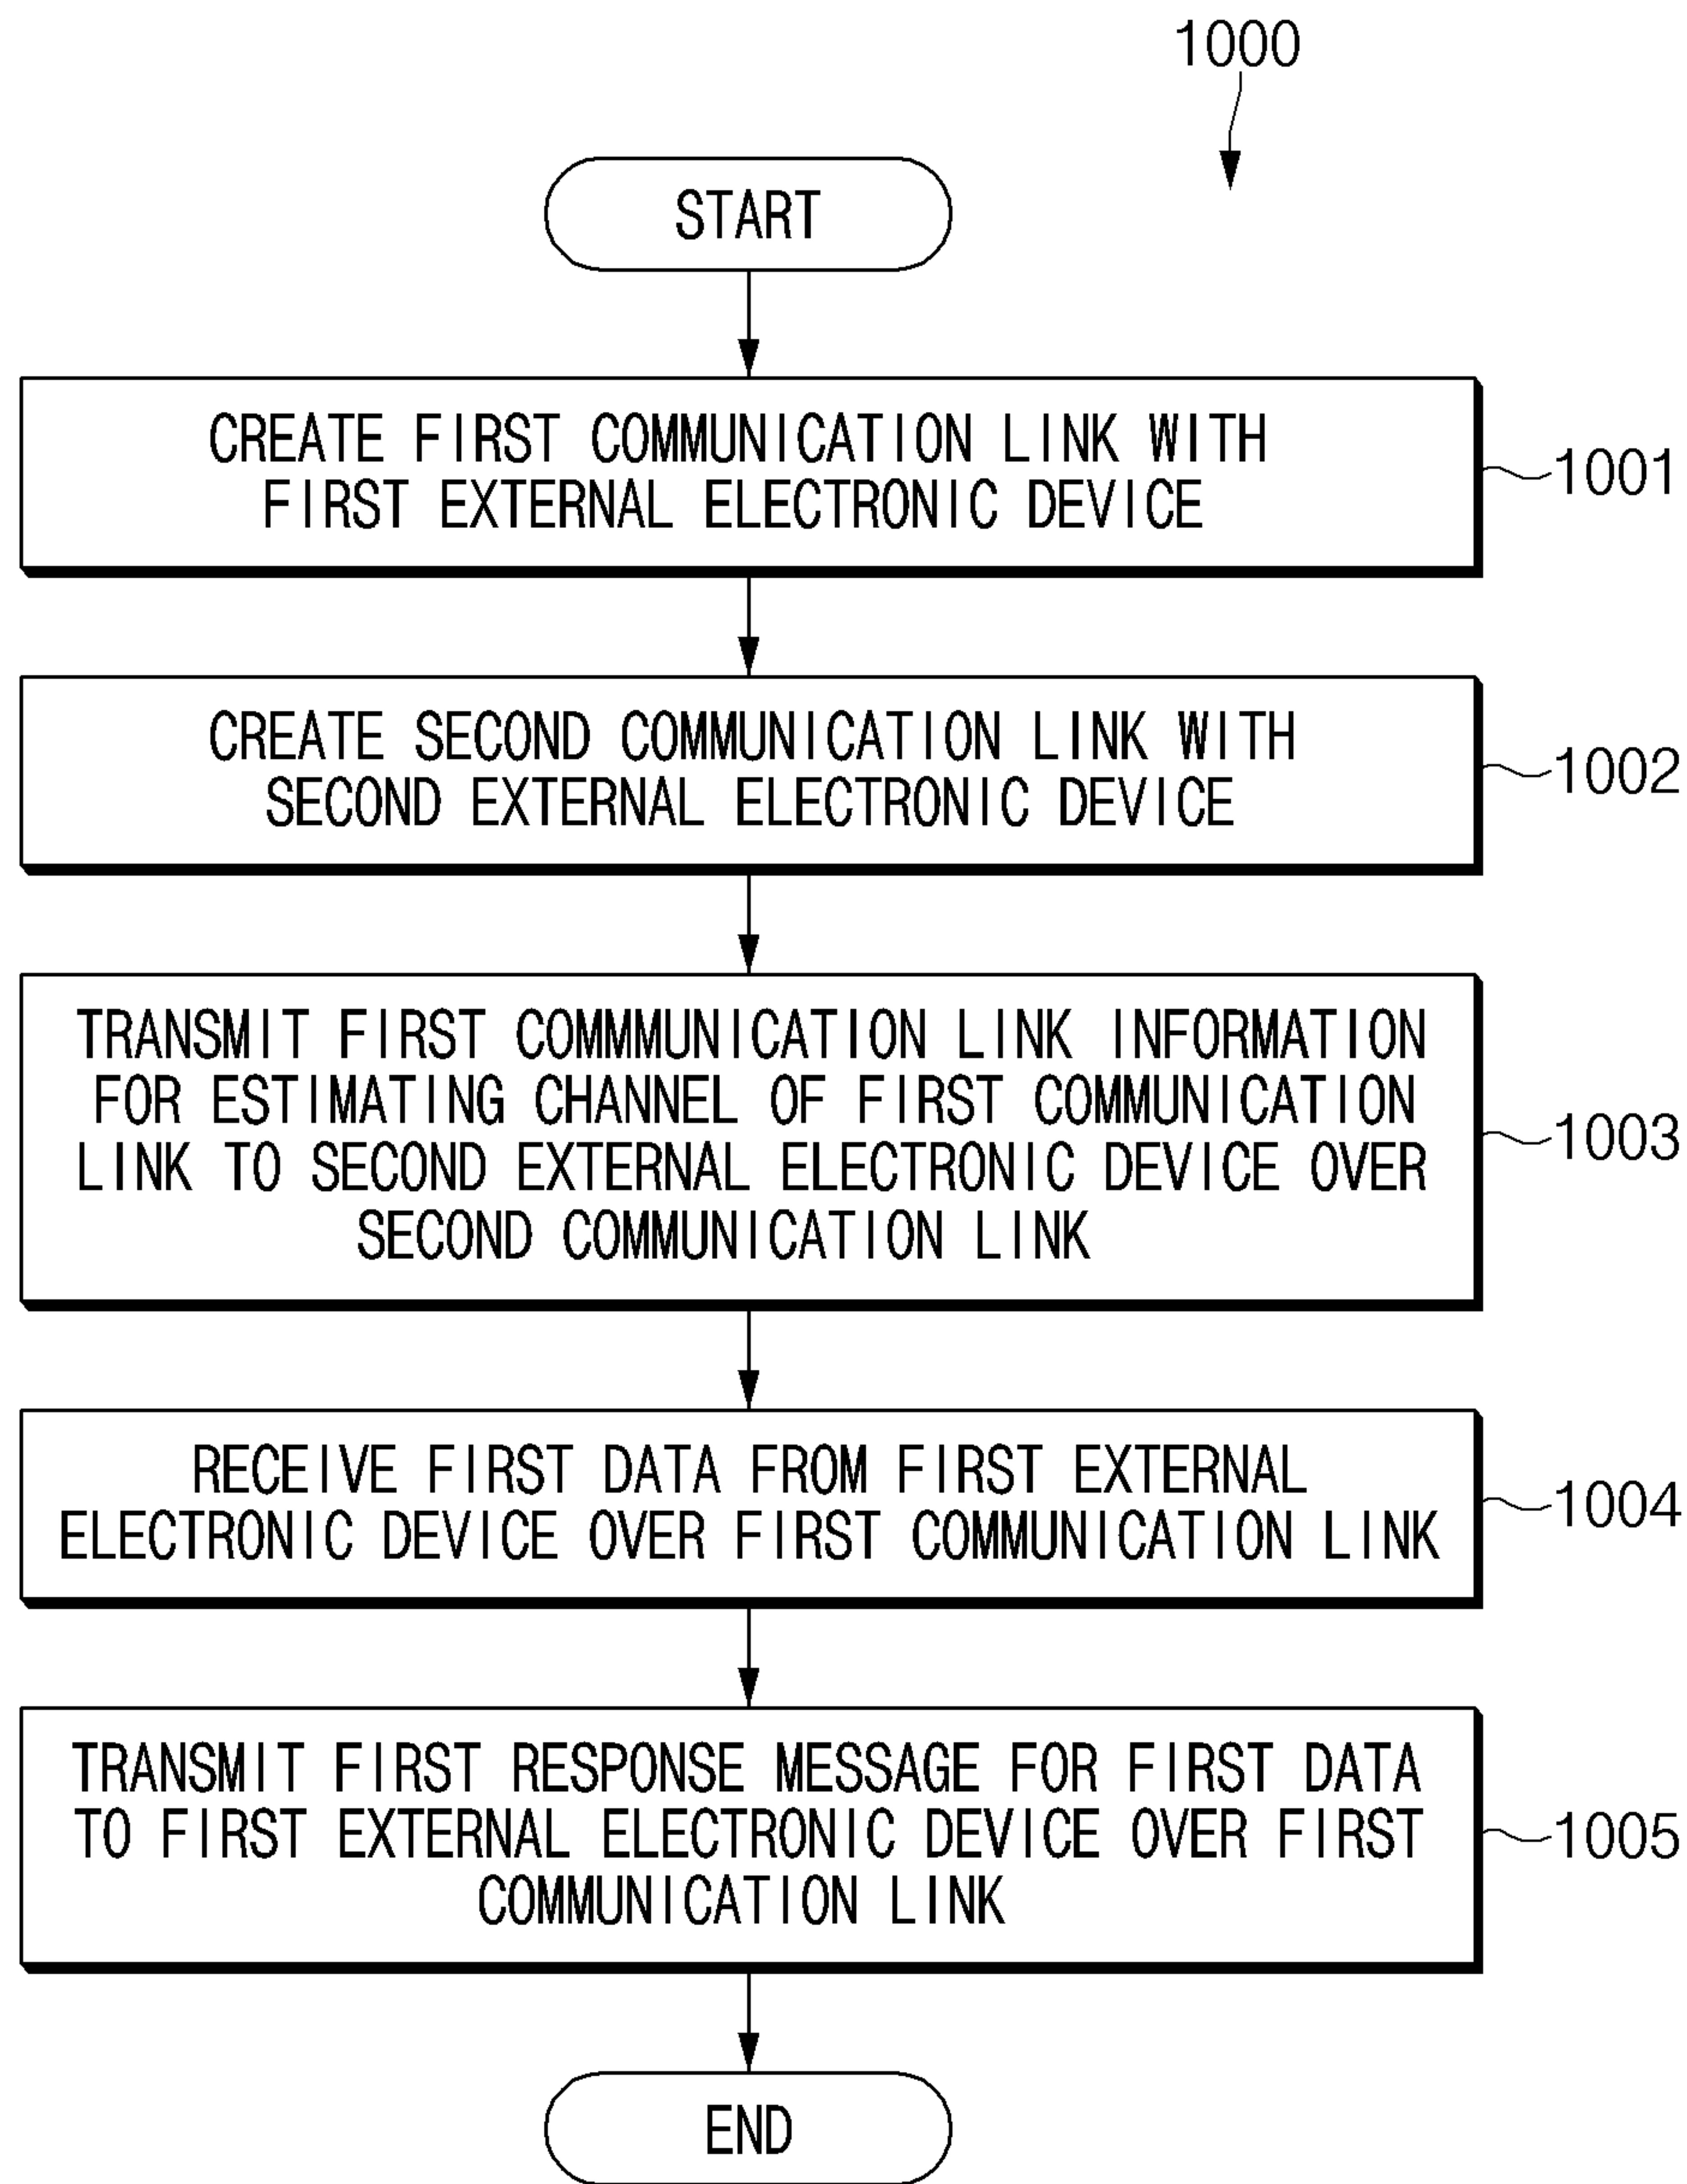 1000
START
CREATE FIRST COMMUNICATION LINK WITH
FIRST EXTERNAL ELECTRONIC DEVICE
1001
CREATE SECOND COMMUNICATION LINK WITH
SECOND EXTERNAL ELECTRONIC DEVICE
1002
TRANSMIT FIRST COMMMUNICATION LINK INFORMATION
FOR ESTIMATING CHANNEL OF FIRST COMMUNICATION
LINK TO SECOND EXTERNAL ELECTRONIC DEVICE OVER
SECOND COMMUNICATION LINK
1003
RECEIVE FIRST DATA FROM FIRST EXTERNAL
ELECTRONIC DEVICE OVER FIRST COMMUNICATION LINK
1004
TRANSMIT FIRST RESPONSE MESSAGE FOR FIRST DATA
TO FIRST EXTERNAL ELECTRONIC DEVICE OVER FIRST
COMMUNICATION LINK
1005
END